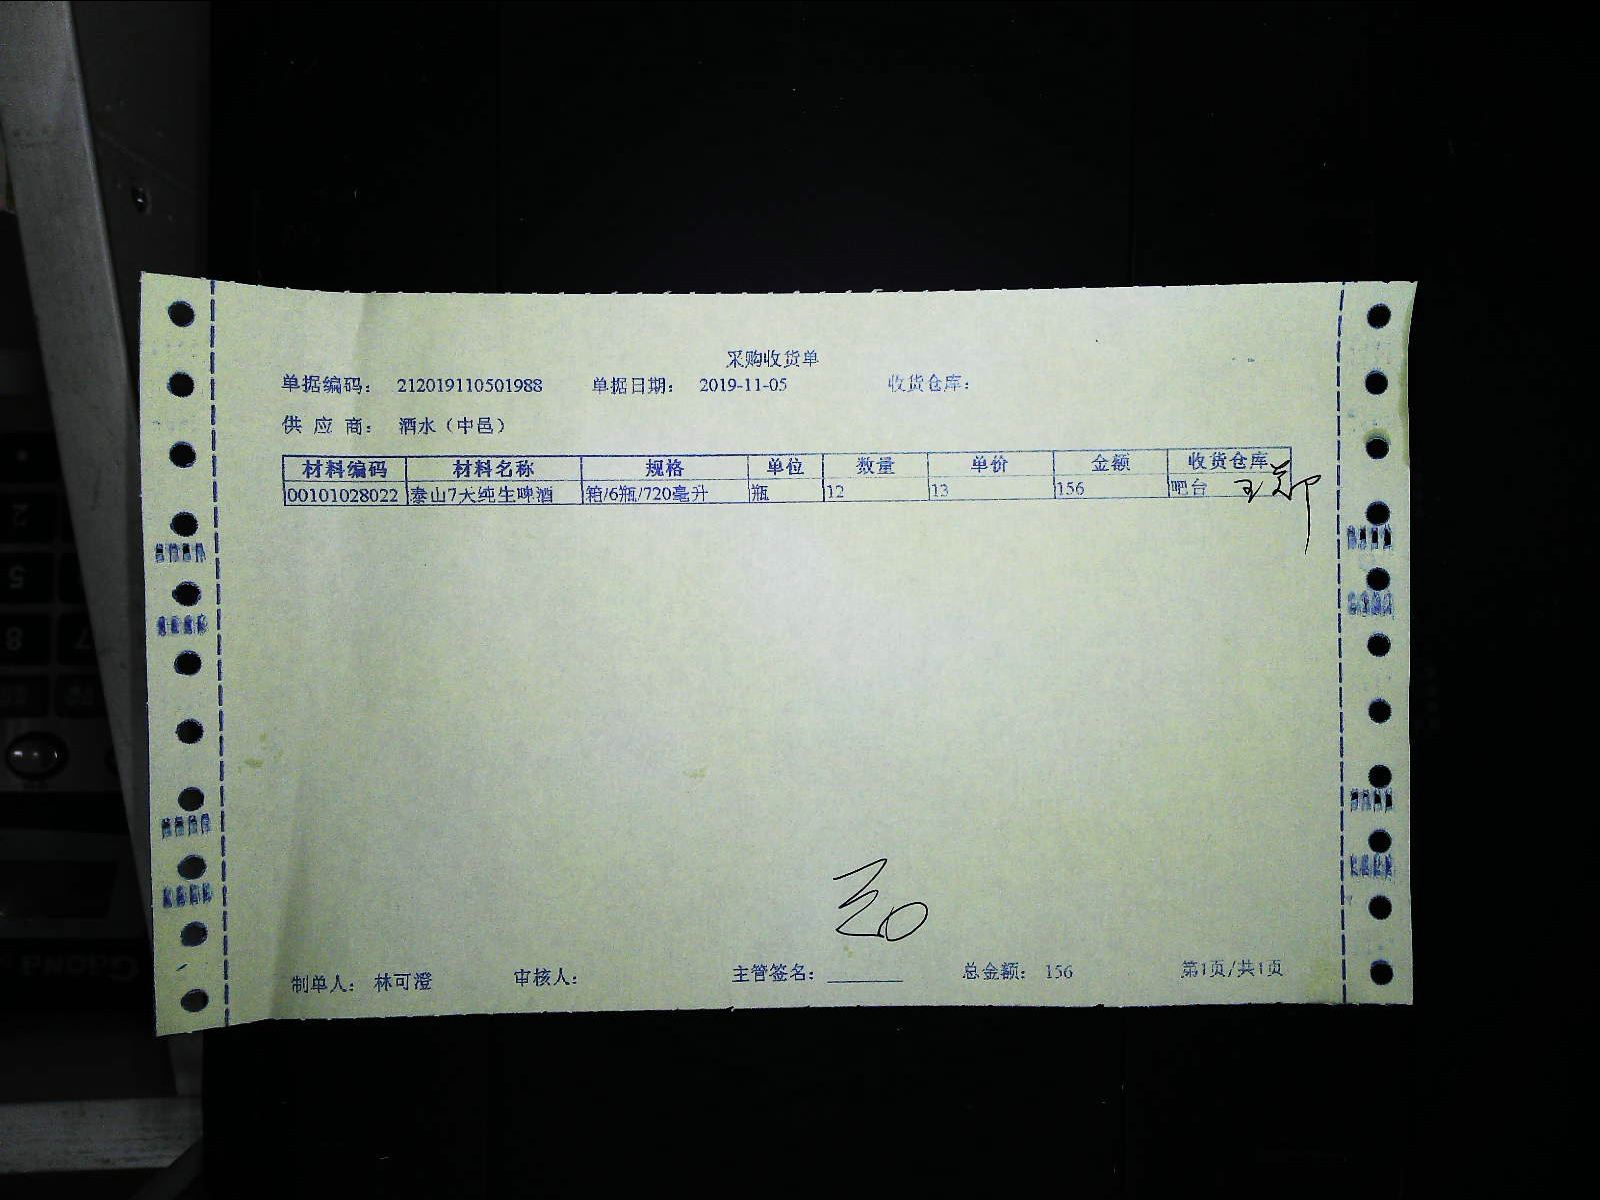 采购收货单
单据编码： 212019110501988 单据日期： 2019-11-05 收货仓库：
供 应 商： 酒水（中邑）
材料编码 材料名称 规格 单位 数量 单价 金额 收货仓库
00101028022 泰山7天纯生啤酒 箱/6瓶/720毫升 瓶 12 13 156 吧台
制单人： 林可澄 审核人： 主管签名： ________ 总金额： 156 第1页/共1页